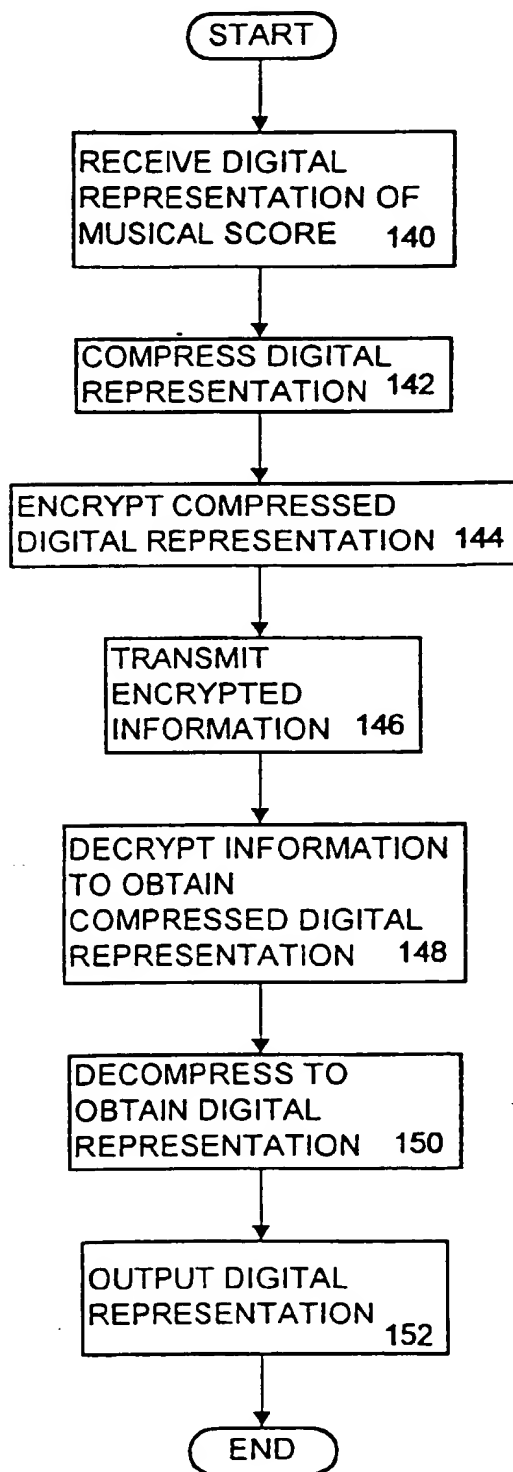 START
RECEIVE DIGITAL
REPRESENTATION OF
MUSICAL SCORE 140
COMPRESS DIGITAL
REPRESENTATION 142
ENCRYPT COMPRESSED
DIGITAL REPRESENTATION 144
TRANSMIT
ENCRYPTED
INFORMATION 146
DECRYPT INFORMATION
TO OBTAIN
COMPRESSED DIGITAL
REPRESENTATION 148
DECOMPRESS TO
OBTAIN DIGITAL
REPRESENTATION 150
OUTPUT DIGITAL
REPRESENTATION
152
END